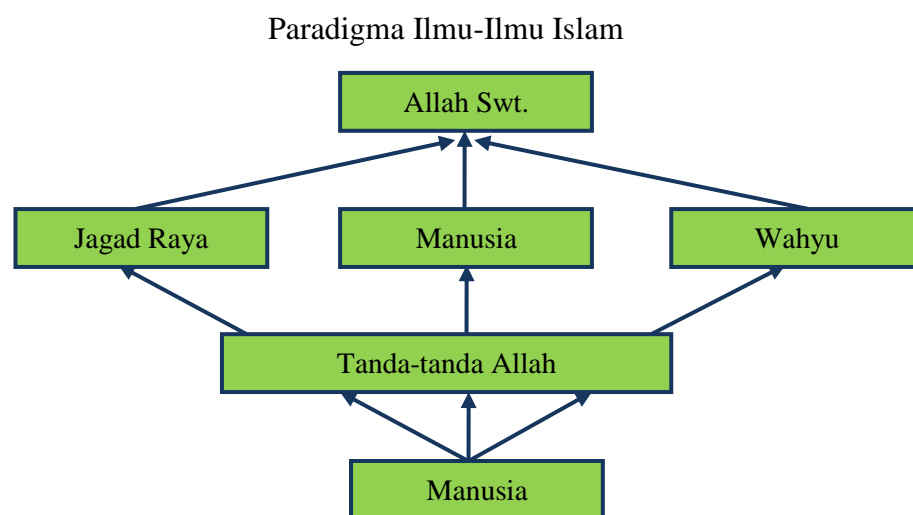 Paradigma Ilmu-Ilmu Islam
Allah Swt.
Jagad Raya
Manusia
Wahyu
Tanda-tanda Allah
Manusia